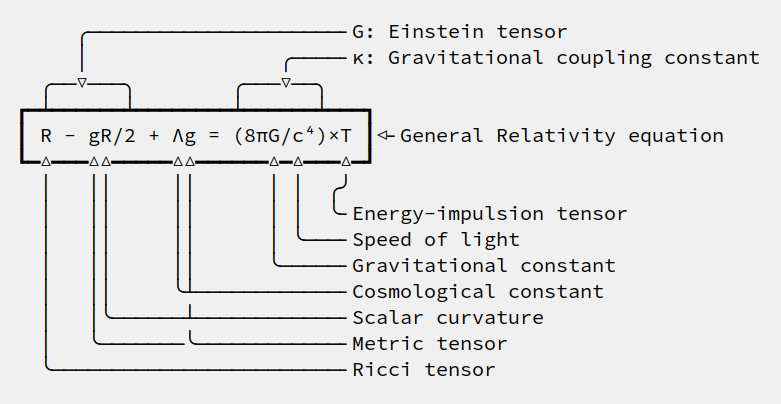 G: Einstein tensor
κ: Gravitational coupling constant
R − gR/2 + Λg = (8πG/c⁴)×T
General Relativity equation
Energy−impulsion tensor
Speed of light
Gravitational constant
Cosmological constant
Scalar curvature
Metric tensor
Ricci tensor